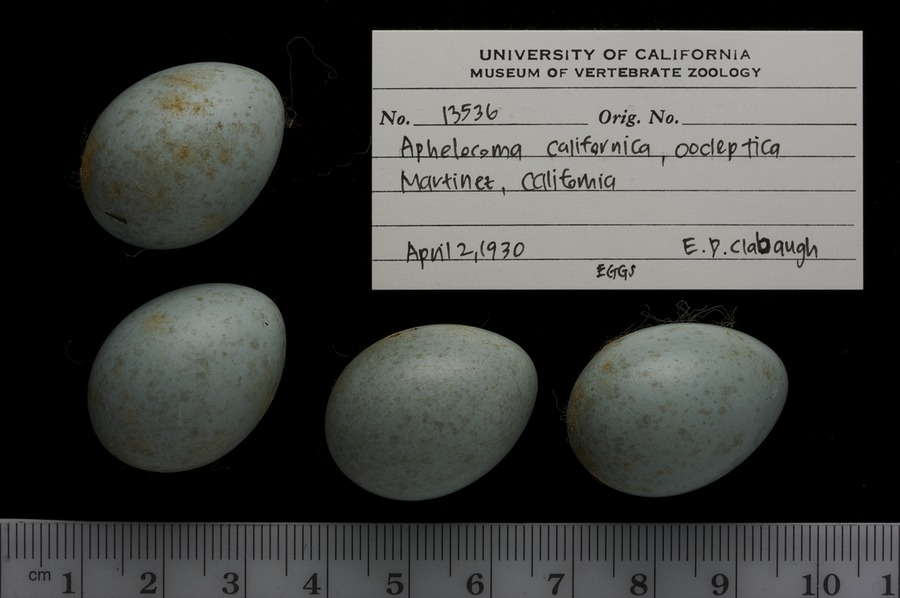 UNIVERSITY OF CALIFORNIA
MUSEUM OF VERTEBRATE ZOOLOGY
No. 13536 Orig. No.
Aphelocoma californica, oocleptica
Martinez, California
April 2, 1930 E. D. Clabaugh
EGGS
cm 1 2 3 4 5 6 7 8 9 10 1